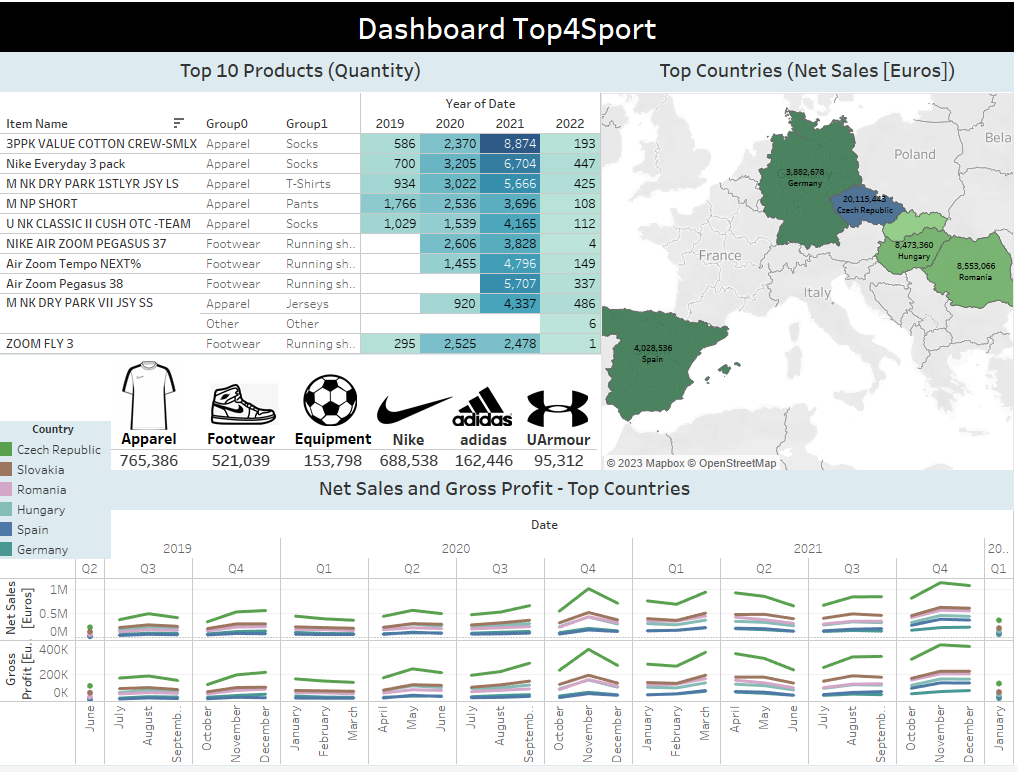 Dashboard Top4Sport
Top 10 Products (Quantity)
Top Countries (Net Sales [Euros])
Year of Date
Item Name Group0 Group1 2019 2020 2021 2022
3PPK VALUE COTTON CREW-SMLX Apparel Socks 586 2,370 8,874 193
Nike Everyday 3 pack Apparel Socks 700 3,205 6,704 447
M NK DRY PARK 1STLYR JSY LS Apparel T-Shirts 934 3,022 5,666 425
M NP SHORT Apparel Pants 1,766 2,536 3,696 108
U NK CLASSIC II CUSH OTC -TEAM Apparel Socks 1,029 1,539 4,165 112
NIKE AIR ZOOM PEGASUS 37 Footwear Running sh.. 2,606 3,828 4
Air Zoom Tempo NEXT% Footwear Running sh.. 1,455 4,796 149
Air Zoom Pegasus 38 Footwear Running sh.. 5,707 337
M NK DRY PARK VII JSY SS Apparel Jerseys 920 4,337 486
Other Other 6
ZOOM FLY 3 Footwear Running sh.. 295 2,525 2,478 1
Poland
Bela
3,882,678
Germany
20,115,443
Czech Republic
France
8,473,360
Hungary
8,553,066
Romania
Italy
4,028,536
Spain
© 2023 Mapbox © OpenStreetMap
adidas
UNDER ARMOUR
Apparel Footwear Equipment Nike adidas UArmour
765,386 521,039 153,798 688,538 162,446 95,312
Country
Czech Republic
Slovakia
Romania
Hungary
Spain
Germany
Net Sales and Gross Profit - Top Countries
Date
2019 2020 2021 20..
Q2 Q3 Q4 Q1 Q2 Q3 Q4 Q1 Q2 Q3 Q4 Q1
Net Sales
[Euros]
1M
0.5M
0M
Gross
Profit [Eu..
400K
200K
0K
June July August Septemb.. October November December January February March April May June July August Septemb.. October November December January February March April May June July August Septemb.. October November December January